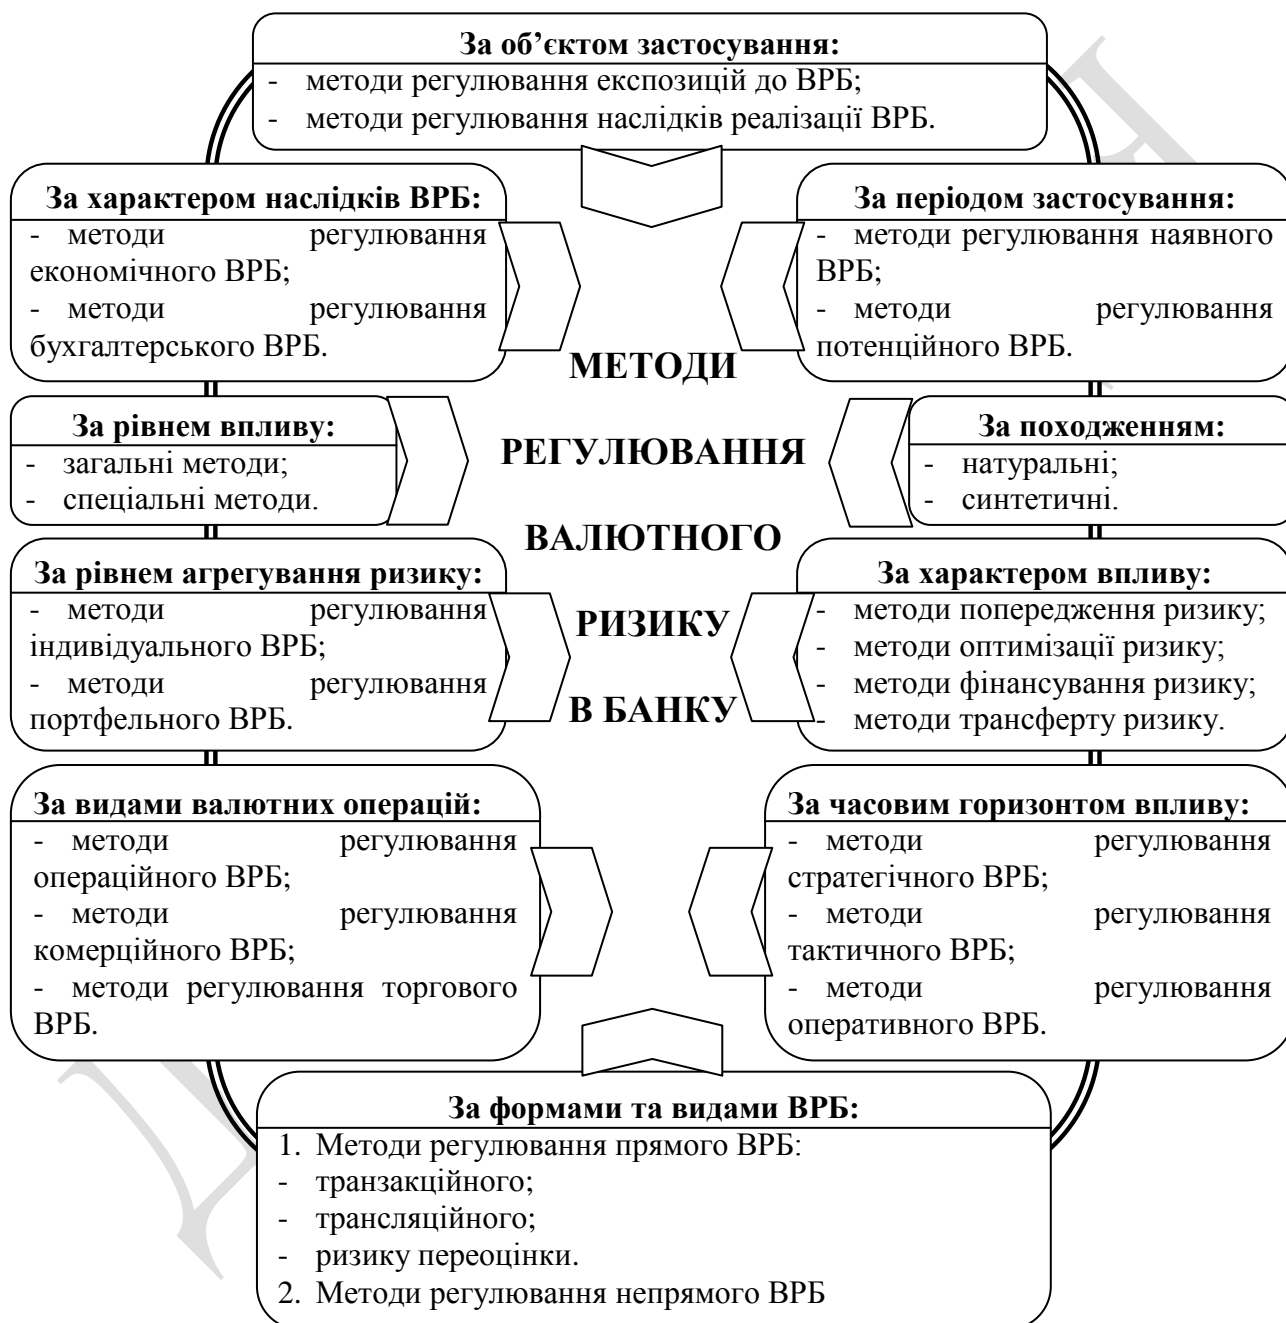 За об’єктом застосування:
- методи регулювання експозицій до ВРБ;
- методи регулювання наслідків реалізації ВРБ.
За характером наслідків ВРБ:
- методи регулювання
економічного ВРБ;
- методи регулювання
бухгалтерського ВРБ.
За періодом застосування:
- методи регулювання наявного
ВРБ;
- методи регулювання
потенційного ВРБ.
За рівнем впливу:
- загальні методи;
- спеціальні методи.
За походженням:
- натуральні;
- синтетичні.
МЕТОДИ
РЕГУЛЮВАННЯ
ВАЛЮТНОГО
РИЗИКУ
В БАНКУ
За рівнем агрегування ризику:
- методи регулювання
індивідуального ВРБ;
- методи регулювання
портфельного ВРБ.
За характером впливу:
- методи попередження ризику;
- методи оптимізації ризику;
- методи фінансування ризику;
- методи трансферту ризику.
За видами валютних операцій:
- методи регулювання
операційного ВРБ;
- методи регулювання
комерційного ВРБ;
- методи регулювання торгового
ВРБ.
За часовим горизонтом впливу:
- методи регулювання
стратегічного ВРБ;
- методи регулювання
тактичного ВРБ;
- методи регулювання
оперативного ВРБ.
За формами та видами ВРБ:
1. Методи регулювання прямого ВРБ:
- транзакційного;
- трансляційного;
- ризику переоцінки.
2. Методи регулювання непрямого ВРБ